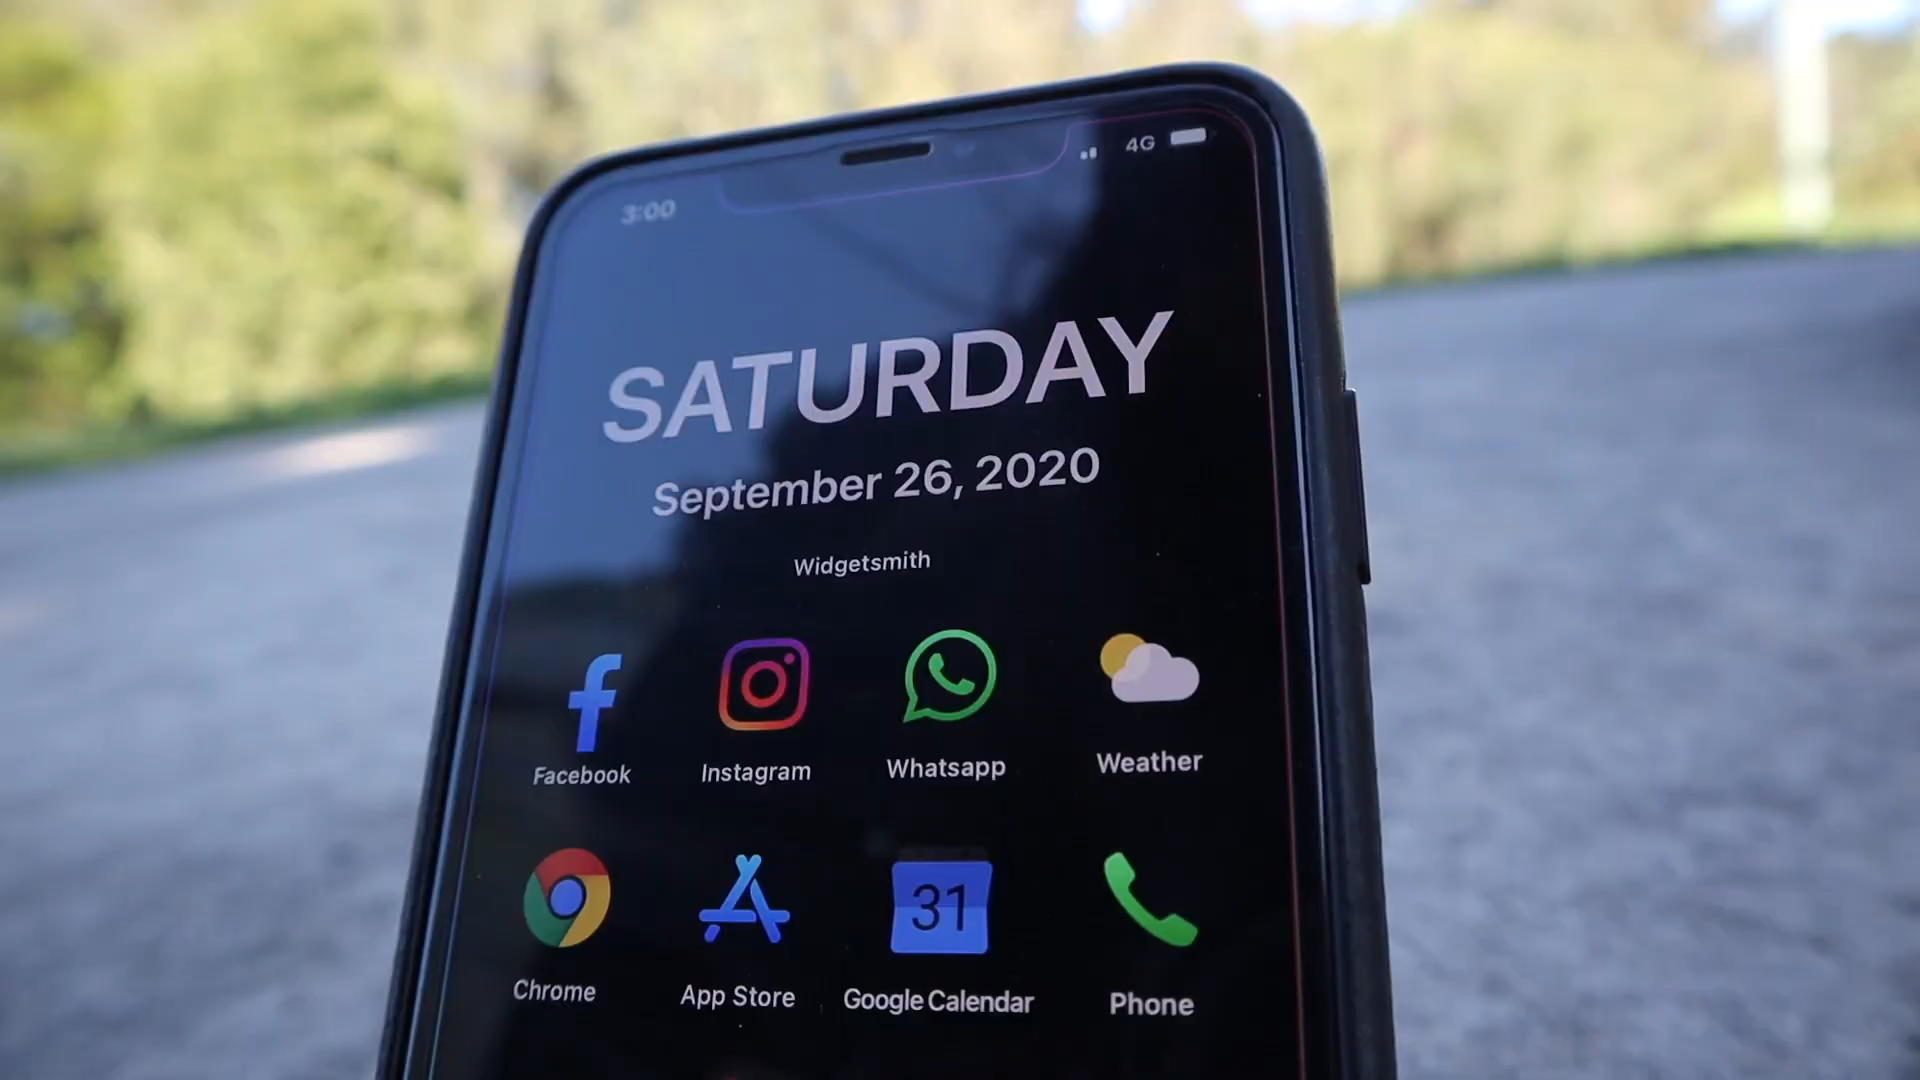 3:00
4G
SATURDAY
September 26, 2020
Widgetsmith
Facebook Instagram Whatsapp Weather
31
Chrome App Store Google Calendar Phone